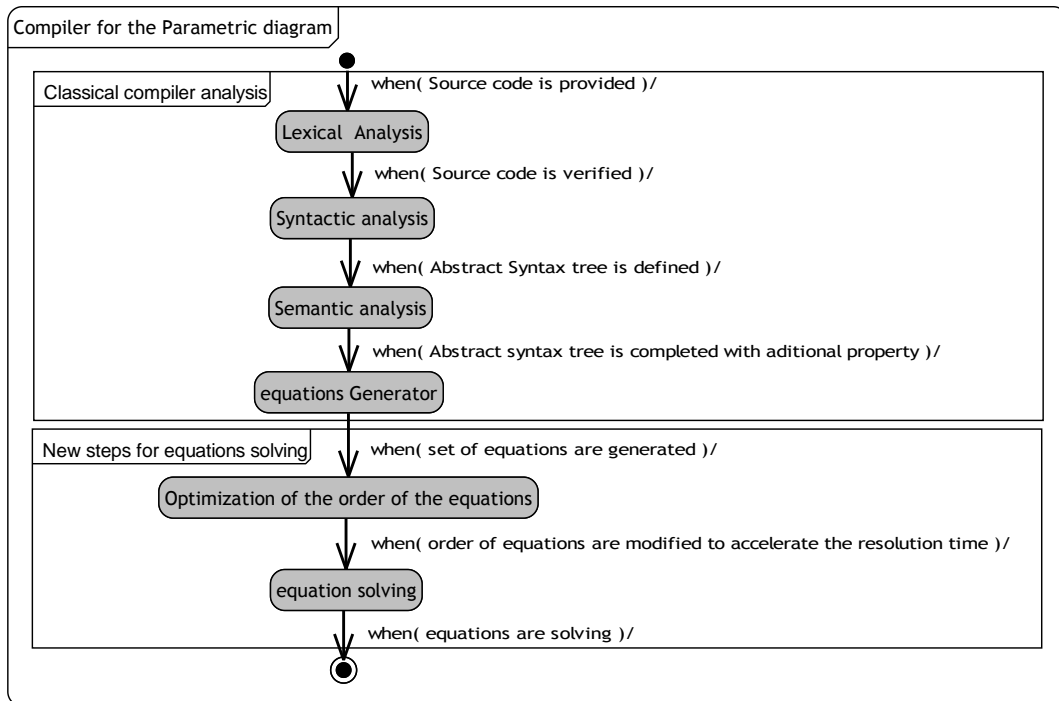 Compiler for the Parametric diagram
when( Source code is provided )/
Classical compiler analysis
Lexical  Analysis
when( Source code is verified )/
Syntactic analysis
when( Abstract Syntax tree is defined )/
Semantic analysis
when( Abstract syntax tree is completed with aditional property )/
equations Generator
New steps for equations solving
when( set of equations are generated )/
Optimization of the order of the equations
when( order of equations are modified to accelerate the resolution time )/
equation solving
when( equations are solving )/